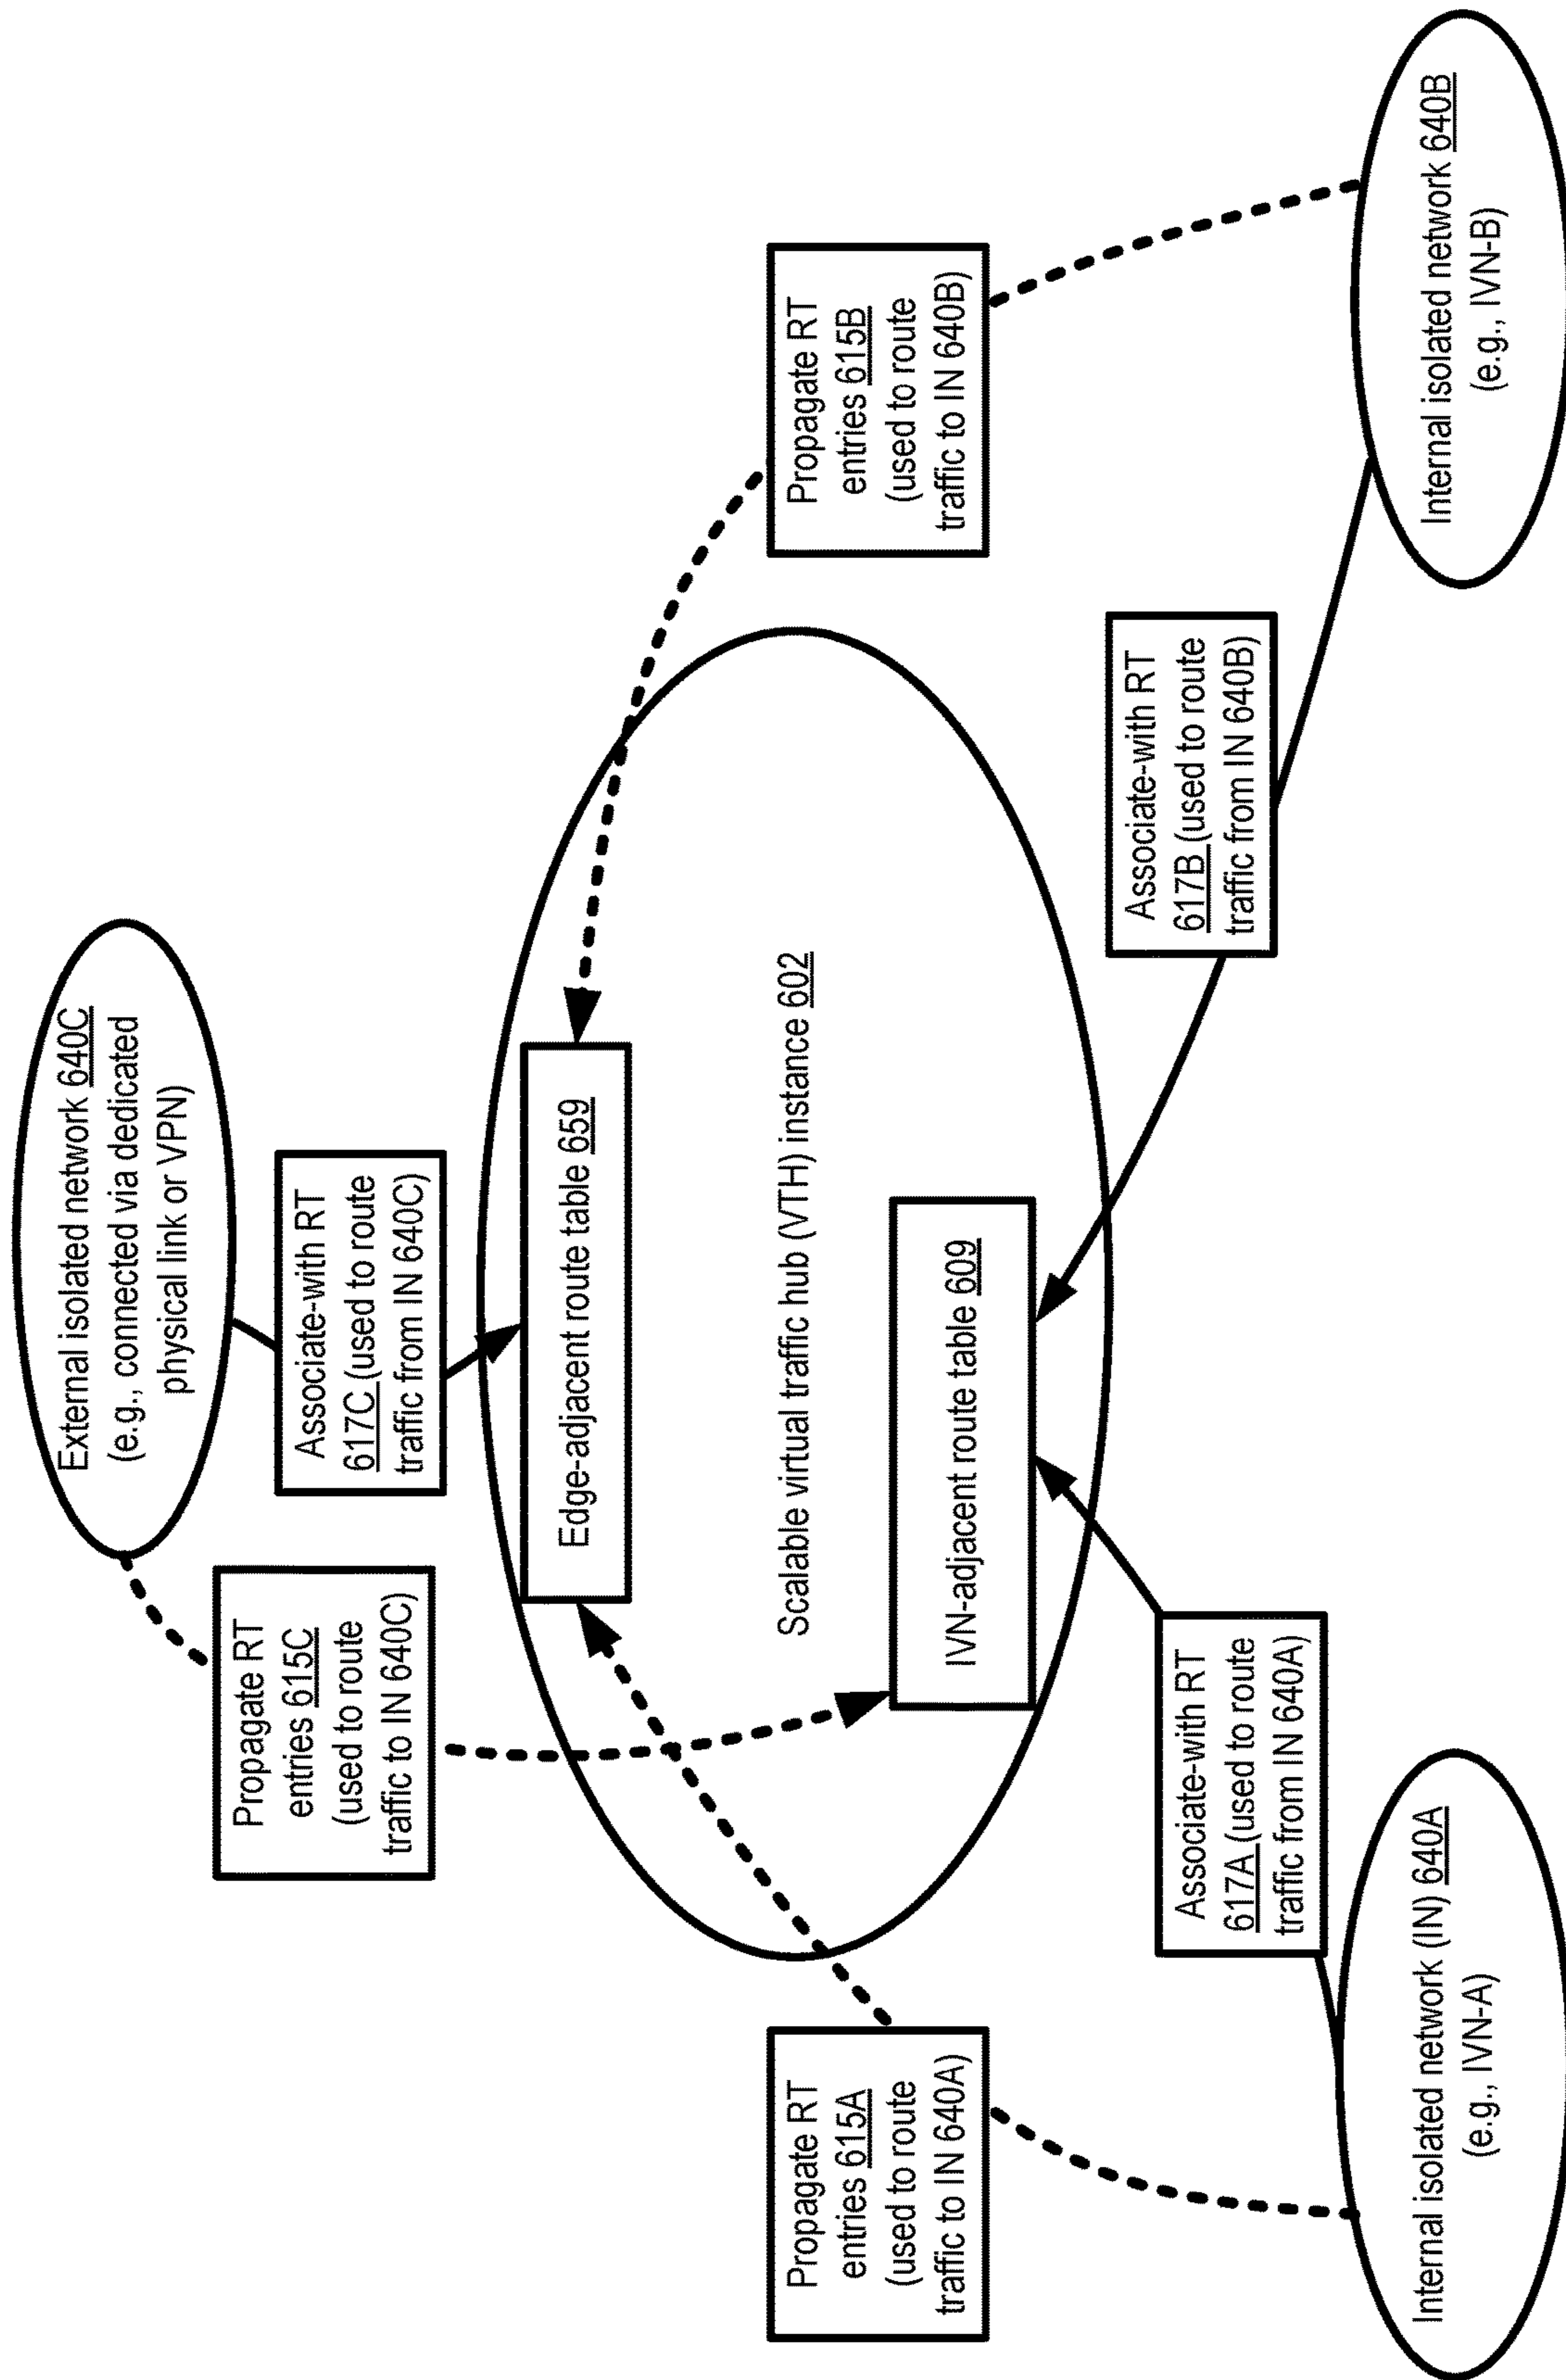 External isolated network 640C
(e.g., connected via dedicated
physical link or VPN)
Propagate RT
entries 615C
(used to route
traffic to IN 640C)
Associate-with RT
617C (used to route
traffic from IN 640C)
Edge-adjacent route table 659
Propagate RT
entries 615A
(used to route
traffic to IN 640A)
Scalable virtual traffic hub (VTH) instance 602
Propagate RT
entries 615B
(used to route
traffic to IN 640B)
IVN-adjacent route table 609
Associate-with RT
617A (used to route
traffic from IN 640A)
Associate-with RT
617B (used to route
traffic from IN 640B)
Internal isolated network (IN) 640A
(e.g., IVN-A)
Internal isolated network 640B
(e.g., IVN-B)